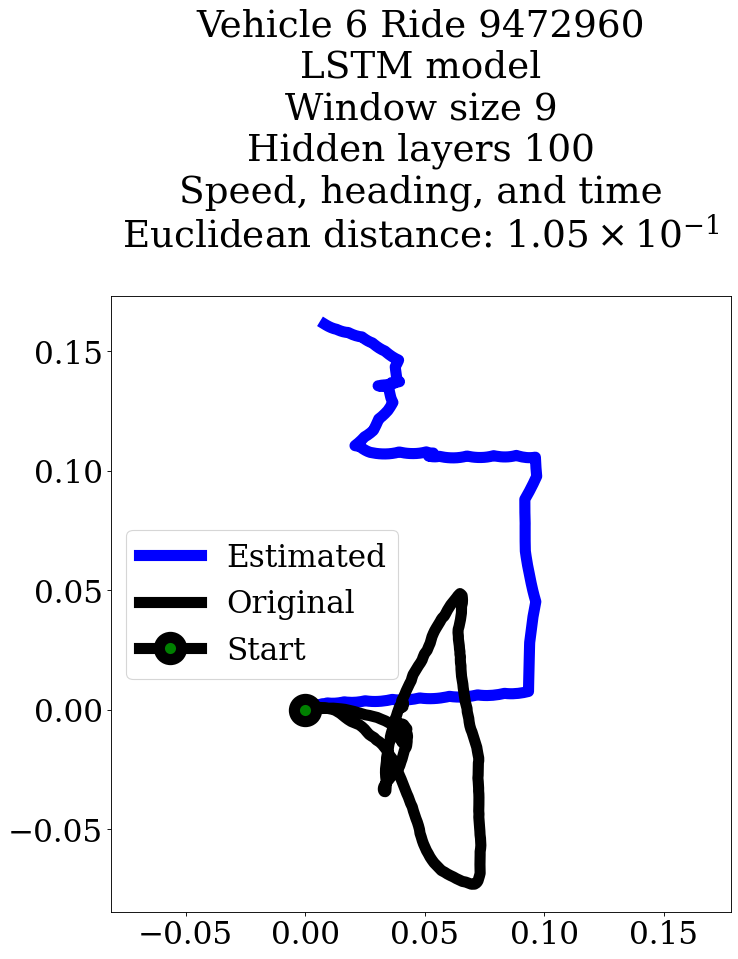 Vehicle 6 Ride 9472960
LSTM model
Window size 9
Hidden layers 100
Speed, heading, and time
Euclidean distance: 1.05 × 10⁻¹
0.15
0.10
0.05
0.00
−0.05
Estimated
Original
Start
−0.05 0.00 0.05 0.10 0.15